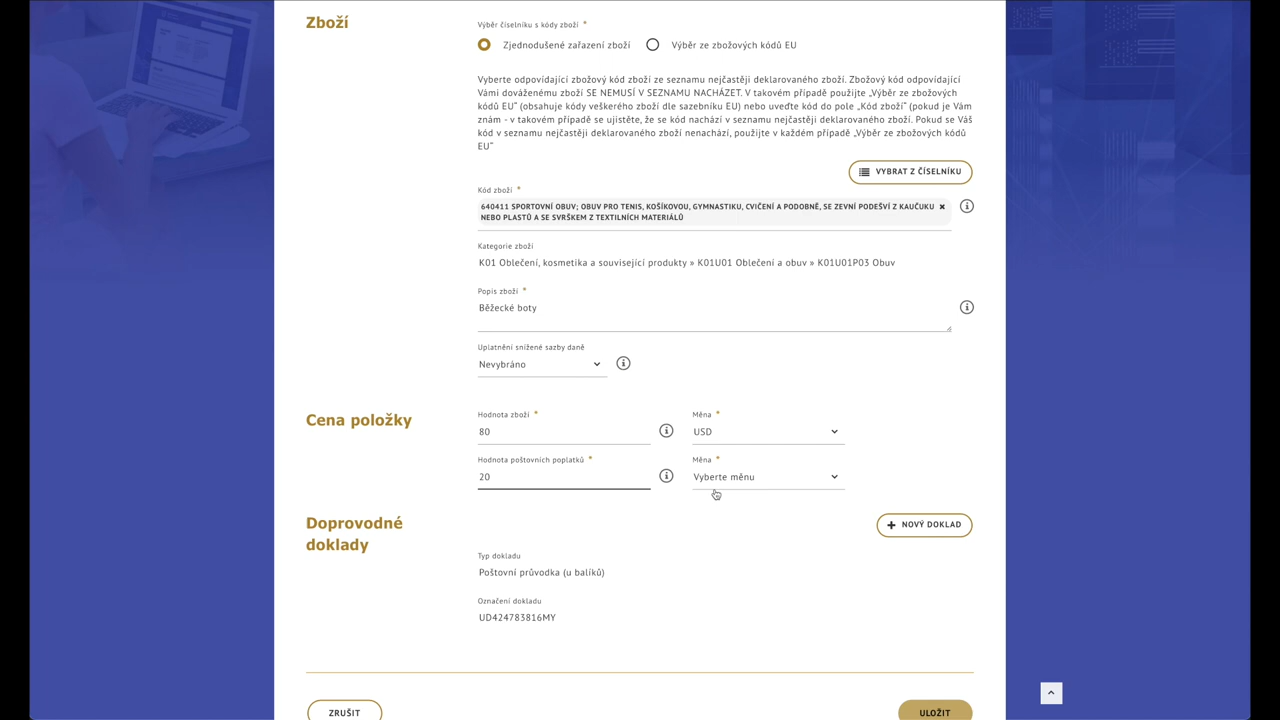 Zboží
Výběr číselníku s kódy zboží *
Zjednodušené zařazení zboží
Výběr ze zbožových kódů EU
Vyberte odpovídající zbožový kód zboží ze seznamu nejčastěji deklarovaného zboží. Zbožový kód odpovídající
Vámi dováženému zboží SE NEMUSÍ V SEZNAMU NACHÁZET. V takovém případě použijte „Výběr ze zbožových
kódů EU" (obsahuje kódy veškerého zboží dle sazebníku EU) nebo uveďte kód do pole „Kód zboží" (pokud je Vám
znám - v takovém případě se ujistěte, že se kód nachází v seznamu nejčastěji deklarovaného zboží. Pokud se Váš
kód v seznamu nejčastěji deklarovaného zboží nenachází, použijte v každém případě „Výběr ze zbožových kódů
EU"
VYBRAT Z ČÍSELNÍKU
Kód zboží *
640411 SPORTOVNÍ OBUV; OBUV PRO TENIS, KOŠÍKOVOU, GYMNASTIKU, CVIČENÍ A PODOBNĚ, SE ZEVNÍ PODEŠVÍ Z KAUČUKU
NEBO PLASTŮ A SE SVRŠKEM Z TEXTILNÍCH MATERIÁLŮ
Kategorie zboží
K01 Oblečení, kosmetika a související produkty » K01U01 Oblečení a obuv » K01U01P03 Obuv
Popis zboží *
Běžecké boty
Uplatnění snížené sazby daně
Nevybráno
Cena položky
Hodnota zboží *
80
Měna *
USD
Hodnota poštovních poplatků *
20
Měna *
Vyberte měnu
Doprovodné
doklady
NOVÝ DOKLAD
Typ dokladu
Poštovní průvodka (u balíků)
Označení dokladu
UD424783816MY
ZRUŠIT
ULOŽIT